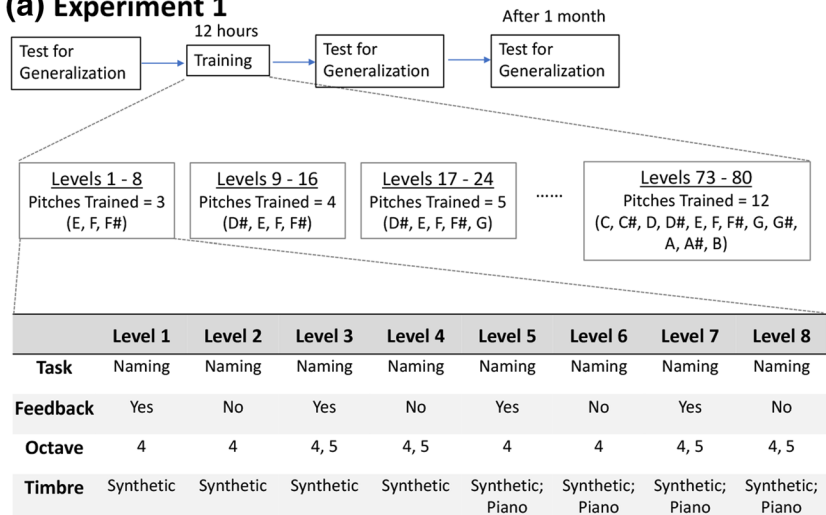 (a) Experiment 1
After 1 month
12 hours
Test for
Generalization
Training
Test for
Generalization
Test for
Generalization
Levels 1 - 8
Pitches Trained = 3
(E, F, F#)
Levels 9 - 16
Pitches Trained = 4
(D#, E, F, F#)
Levels 17 - 24
Pitches Trained = 5
(D#, E, F, F#, G)
......
Levels 73 - 80
Pitches Trained = 12
(C, C#, D, D#, E, F, F#, G, G#,
A, A#, B)
Level 1 Level 2 Level 3 Level 4 Level 5 Level 6 Level 7 Level 8
Task Naming Naming Naming Naming Naming Naming Naming Naming
Feedback Yes No Yes No Yes No Yes No
Octave 4 4 4, 5 4, 5 4 4 4, 5 4, 5
Timbre Synthetic Synthetic Synthetic Synthetic Synthetic; Synthetic; Synthetic; Synthetic;
Piano Piano Piano Piano